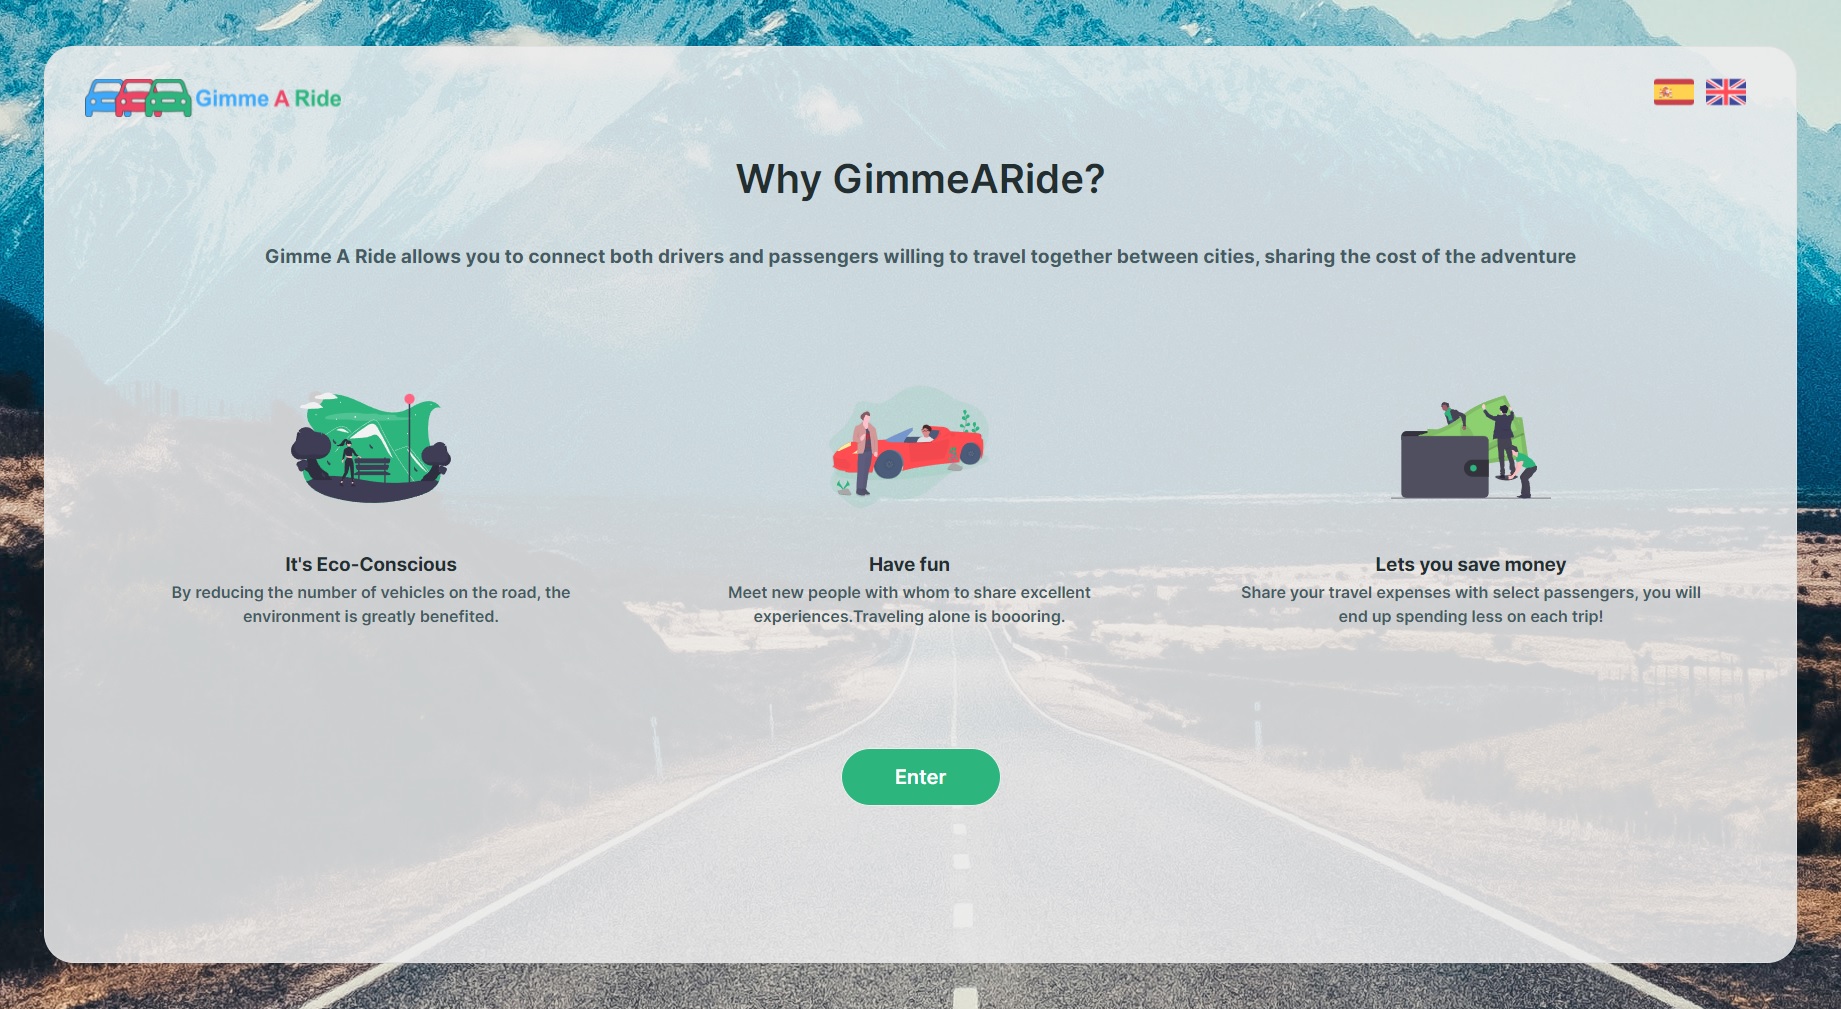 Gimme A Ride
Why GimmeARide?
Gimme A Ride allows you to connect both drivers and passengers willing to travel together between cities, sharing the cost of the adventure
It's Eco-Conscious
By reducing the number of vehicles on the road, the
environment is greatly benefited.
Have fun
Meet new people with whom to share excellent
experiences.Traveling alone is boooring.
Lets you save money
Share your travel expenses with select passengers, you will
end up spending less on each trip!
Enter